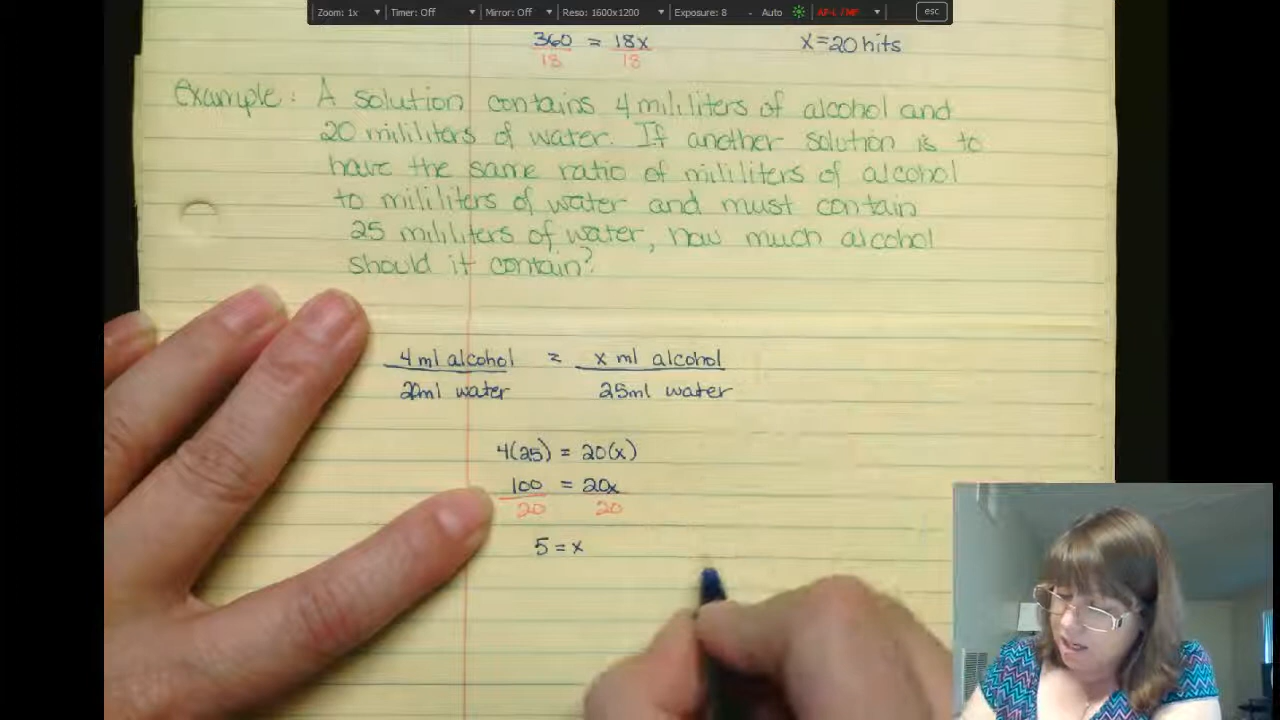 Zoom: 1x Timer: Off Mirror: Off Reso: 1600x1200 Exposure: 8 - Auto AF-L / MF esc
360 = 18x x=20 hits
18 18
Example: A solution contains 4 mililiters of alcohol and
20 mililiters of water. If another solution is to
have the same ratio of mililiters of alcohol
to mililiters of water and must contain
25 mililiters of water, how much alcohol
should it contain?
4 ml alcohol = x ml alcohol
20ml water 25ml water
4(25) = 20(x)
100 = 20x
20 20
5 = x